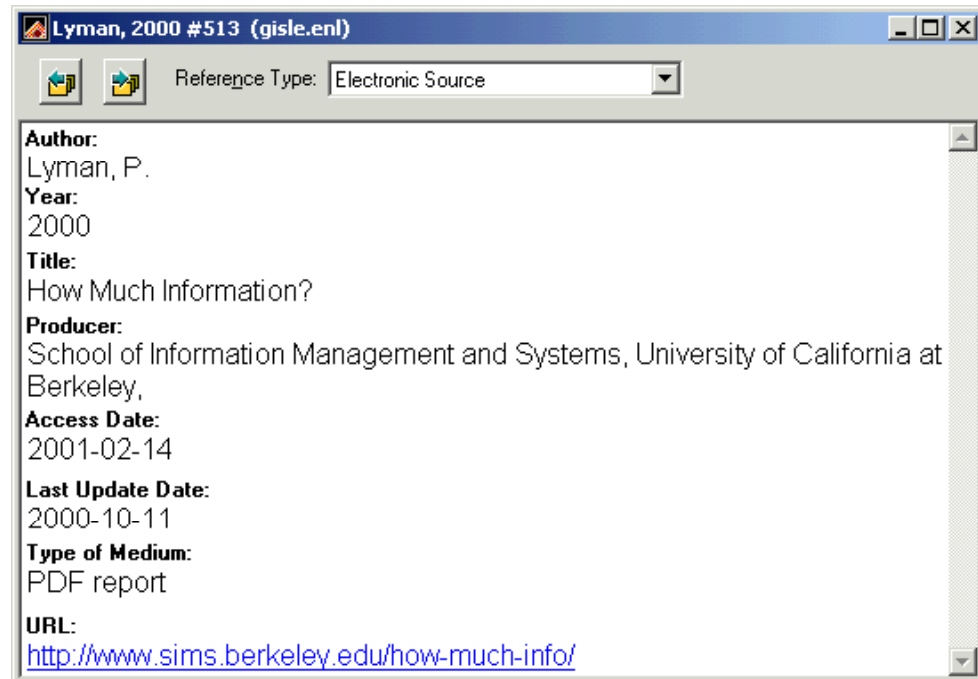 Lyman, 2000 #513 (gisle.enl)
Reference Type: Electronic Source
Author:
Lyman, P.
Year:
2000
Title:
How Much Information?
Producer:
School of Information Management and Systems, University of California at
Berkeley,
Access Date:
2001-02-14
Last Update Date:
2000-10-11
Type of Medium:
PDF report
URL:
http://www.sims.berkeley.edu/how-much-info/